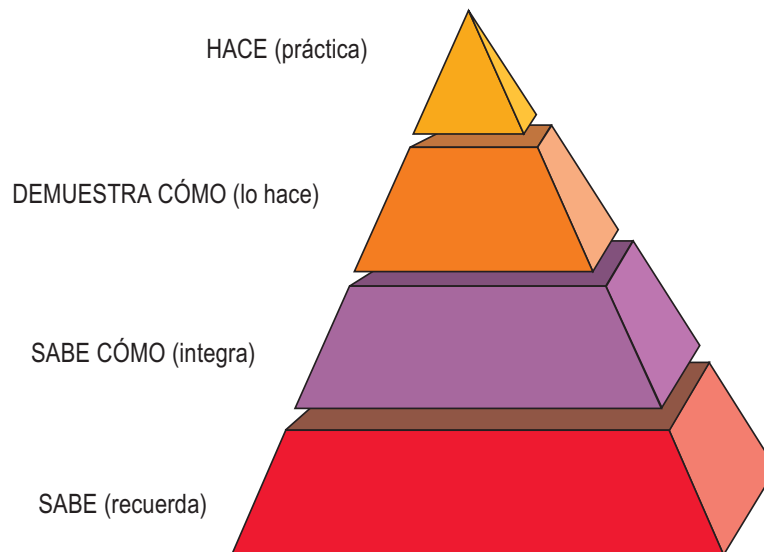 HACE (práctica)
DEMUESTRA CÓMO (lo hace)
SABE CÓMO (integra)
SABE (recuerda)